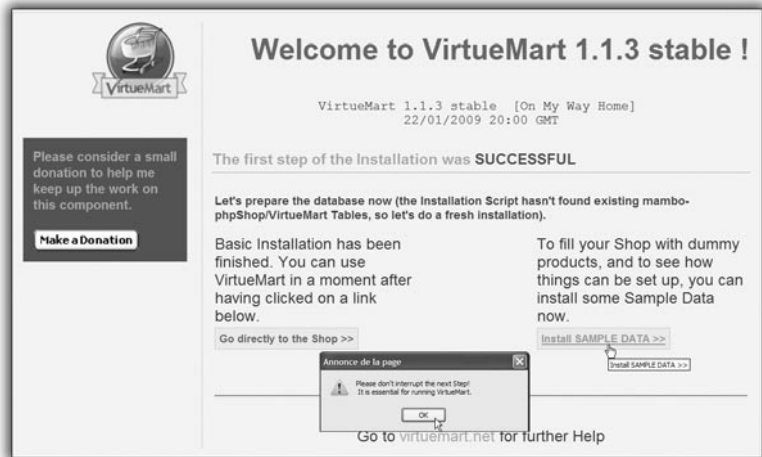 VirtueMart
Welcome to VirtueMart 1.1.3 stable !
VirtueMart 1.1.3 stable [On My Way Home]
22/01/2009 20:00 GMT
Please consider a small
donation to help me
keep up the work on
this component.
Make a Donation
The first step of the Installation was SUCCESSFUL
Let's prepare the database now (the Installation Script hasn't found existing mambo-
phpShop/VirtueMart Tables, so let's do a fresh installation).
Basic Installation has been
finished. You can use
VirtueMart in a moment after
having clicked on a link
below.
Go directly to the Shop >>
To fill your Shop with dummy
products, and to see how
things can be set up, you can
install some Sample Data
now.
Install SAMPLE DATA >>
Install SAMPLE DATA >>
Annonce de la page
Please don't interrupt the next Step!
It is essential for running VirtueMart.
OK
Go to virtuemart.net for further Help